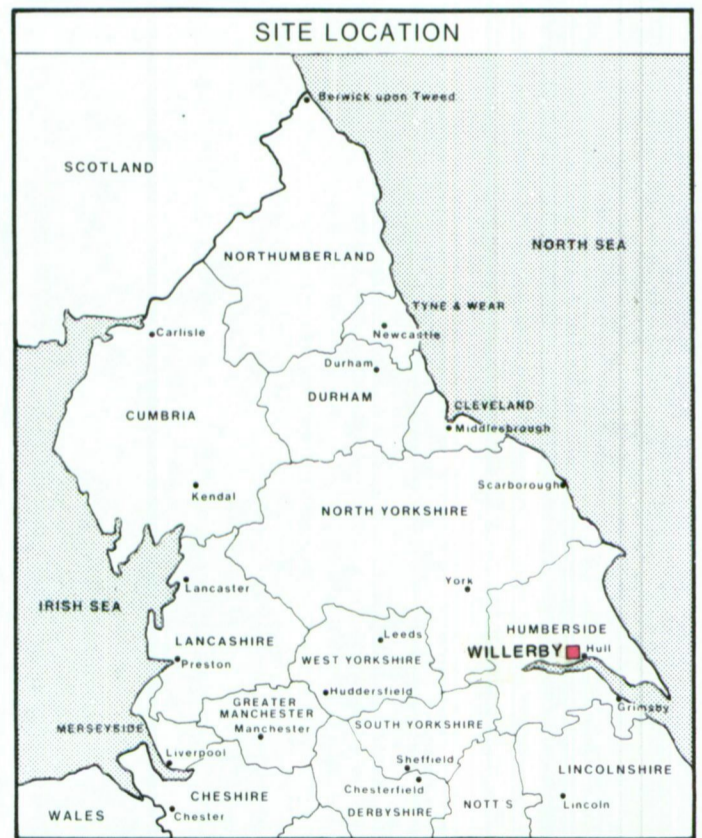 SITE LOCATION
Berwick upon Tweed
SCOTLAND
NORTH SEA
NORTHUMBERLAND
TYNE & WEAR
Newcastle
Carlisle
Durham
DURHAM
CLEVELAND
CUMBRIA
Middlesbrough
Scarborough
Kendal
NORTH YORKSHIRE
York
Lancaster
IRISH SEA
HUMBERSIDE
Leeds
LANCASHIRE
WILLERBY
Hull
WEST YORKSHIRE
Preston
Huddersfield
GREATER
MANCHESTER
Grimsby
SOUTH YORKSHIRE
MERSEYSIDE
Manchester
Liverpool
Sheffield
LINCOLNSHIRE
CHESHIRE
Chesterfield
NOTT S
Lincoln
DERBYSHIRE
WALES
Chester